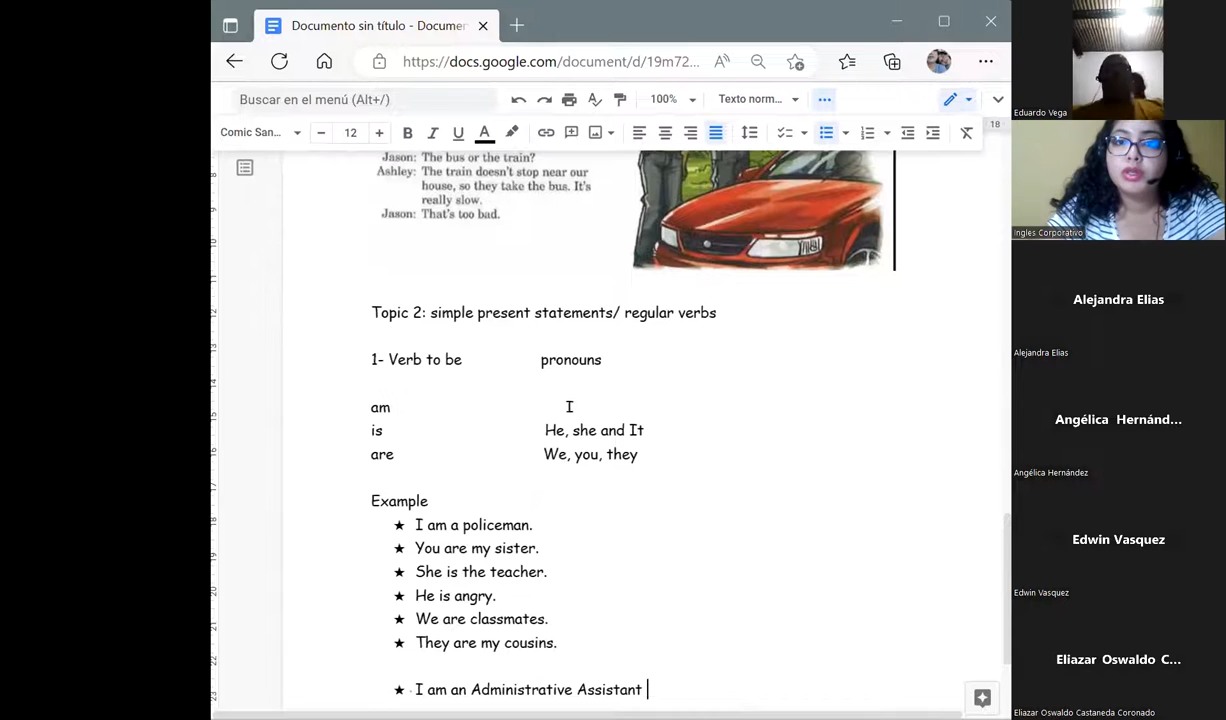 Documento sin título - Documer
https://docs.google.com/document/d/19m72...
Buscar en el menú (Alt+/)
100%
Texto norm...
Comic San...
12
18
Jason: The bus or the train?
Ashley: The train doesn't stop near our
house, so they take the bus. It's
really slow.
Jason: That's too bad.
Topic 2: simple present statements/ regular verbs
1- Verb to be pronouns
am I
is He, she and It
are We, you, they
Example
★ I am a policeman.
★ You are my sister.
★ She is the teacher.
★ He is angry.
★ We are classmates.
★ They are my cousins.
★ I am an Administrative Assistant
Eduardo Vega
Ingles Corporativo
Alejandra Elias
Alejandra Elias
Angélica Hernánd...
Angélica Hernández
Edwin Vasquez
Edwin Vasquez
Eliazar Oswaldo C...
Eliazar Oswaldo Castaneda Coronado